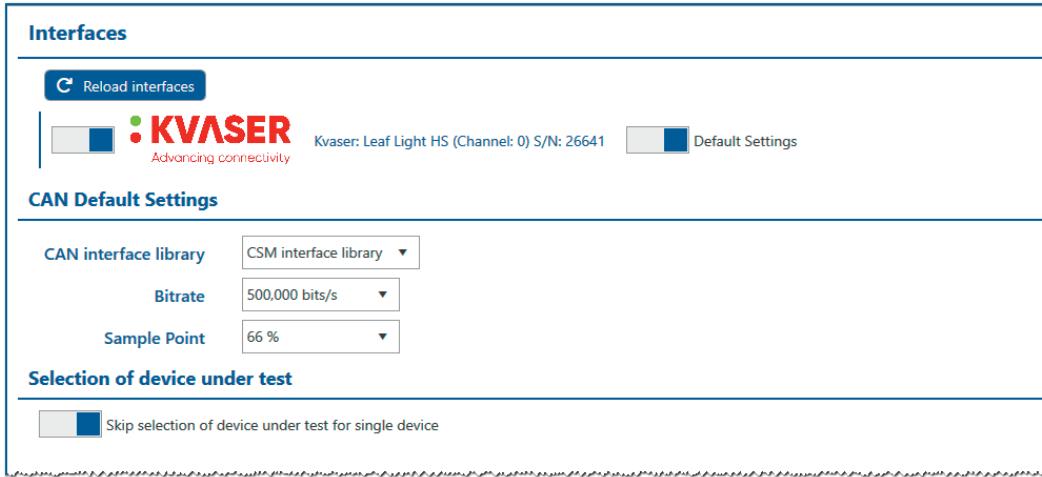 Interfaces
Reload interfaces
KVASER
Advancing connectivity
Kvaser: Leaf Light HS (Channel: 0) S/N: 26641
Default Settings
CAN Default Settings
CAN interface library
CSM interface library
Bitrate
500,000 bits/s
Sample Point
66 %
Selection of device under test
Skip selection of device under test for single device